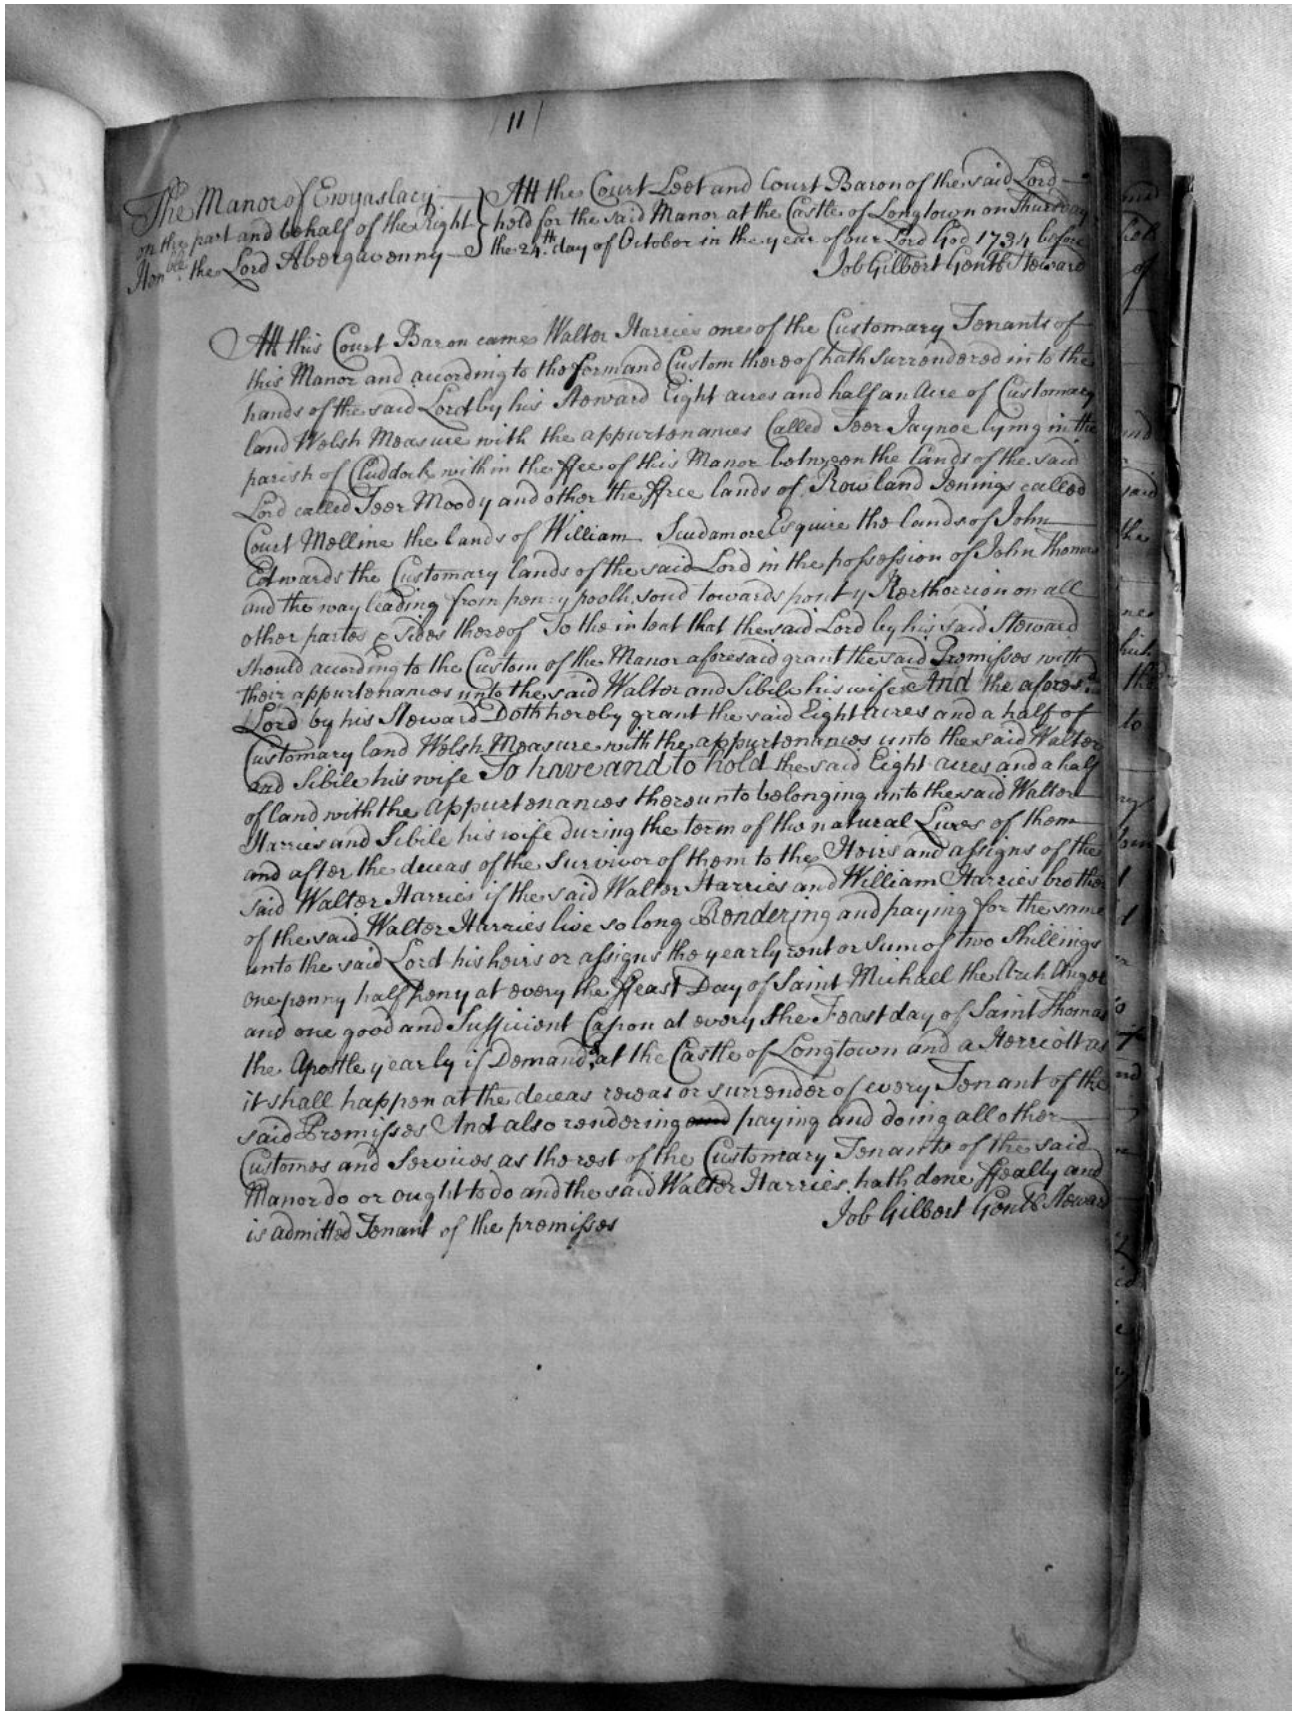 11
The Manor of Ewyaslacy
on the part and behalf of the Right
Honble. the Lord Abergavenny
Att the Court Leet and Court Baron of the said Lord
held for the said Manor at the Castle of Longtown on Thursday
the 24th. day of October in the year of our Lord God 1734 before
Job Gilbert Gentl Steward
Att this Court Baron came Walter Harries one of the Customary Tenants of
this Manor and acording to the form and Custom thereof hath Surrendered in to the
hands of the said Lord by his Steward Eight acres and half an Acre of Customary
land Welsh Measure with the appurtenances Called Teer Jaynoe lying in the
parish of Cluddock with in the ffee of this Manor between the lands of the said
Lord called Teer Moody and other the ffree lands of Rowland Jenings called
Court Melline the lands of William Scudamore Esquire the lands of John
Edwards the Customary lands of the said Lord in the possession of John Thomas
and the way leading from pen y poolh towards pont y on all
other partes & sides thereof To the intent that the said Lord by his said Steward
should acording to the Custom of the Manor aforesaid grant the said Premisses with
their appurtenances unto the said Walter and Sibile his wife And the aforesd
Lord by his Steward Doth hereby grant the said Eight acres and a half of
Customary land Welsh Measure with the appurtenances unto the said Walter
and Sibile his wife To have and to hold the said Eight acres and a half
of land with the Appurtenances thereunto belonging unto the said Walter
Harries and Sibile his wife during the term of the natural Lives of them
and after the deceas of the Survivor of them to the Heirs and assigns of the
said Walter Harries if the said Walter Harries and William Harries brother
of the said Walter Harries live so long Rendering and paying for the same
unto the said Lord his heirs or assigns the yearly rent or sum of two Shillings
one penny half peny at every the ffeast Day of Saint Michaell the Arch Angel
and one good and Sufficient Capon at every the Feast day of Saint Thomas
the Apostle yearly if Demandd at the Castle of Longtown and a Herriott as
it shall happen at the deceas or surrender of every Tenant of the
said Premisses And also rendering and paying and doing all other
Customes and Services as the rest of the Customary Tenants of the said
Manor do or ought to do and the said Walter Harries hath done ffealty and
is admitted Tenant of the premisses
Job Gilbert Gentl Steward